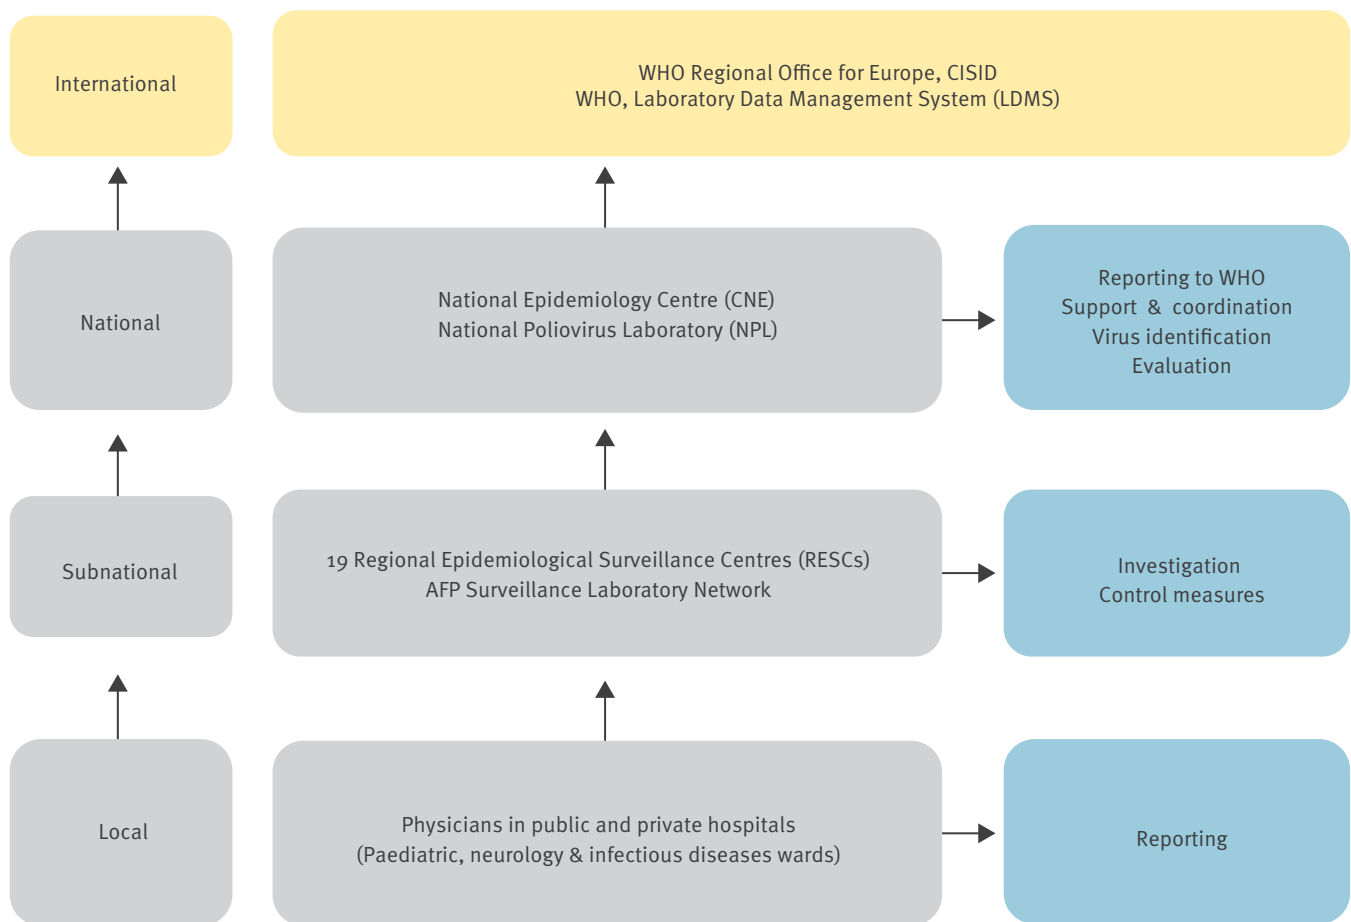 International
WHO Regional Office for Europe, CISID
WHO, Laboratory Data Management System (LDMS)
National
National Epidemiology Centre (CNE)
National Poliovirus Laboratory (NPL)
Reporting to WHO
Support & coordination
Virus identification
Evaluation
Subnational
19 Regional Epidemiological Surveillance Centres (RESCs)
AFP Surveillance Laboratory Network
Investigation
Control measures
Local
Physicians in public and private hospitals
(Paediatric, neurology & infectious diseases wards)
Reporting